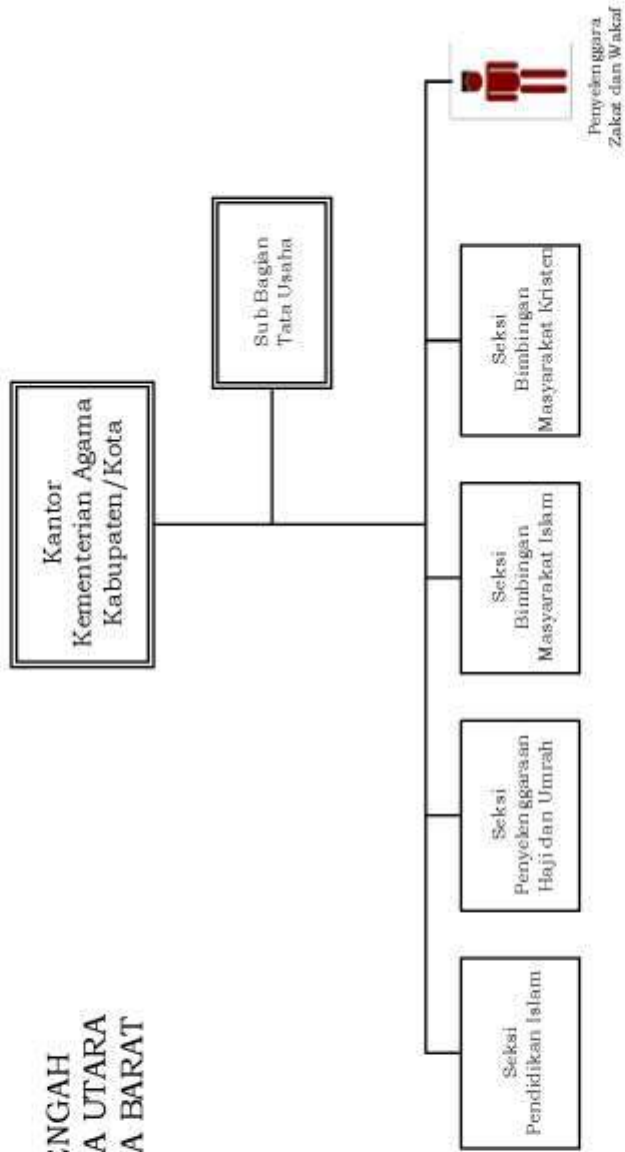 ENGAH
A UTARA
A BARAT
Kantor
Kementerian Agama
Kabupaten/Kota
Sub Bagian
Tata Usaha
Seksi
Pendidikan Islam
Seksi
Penyelenggaraan
Haji dan Umrah
Seksi
Bimbingan
Masyarakat Islam
Seksi
Bimbingan
Masyarakat Kristen
Penyelenggara
Zakat dan Wakaf